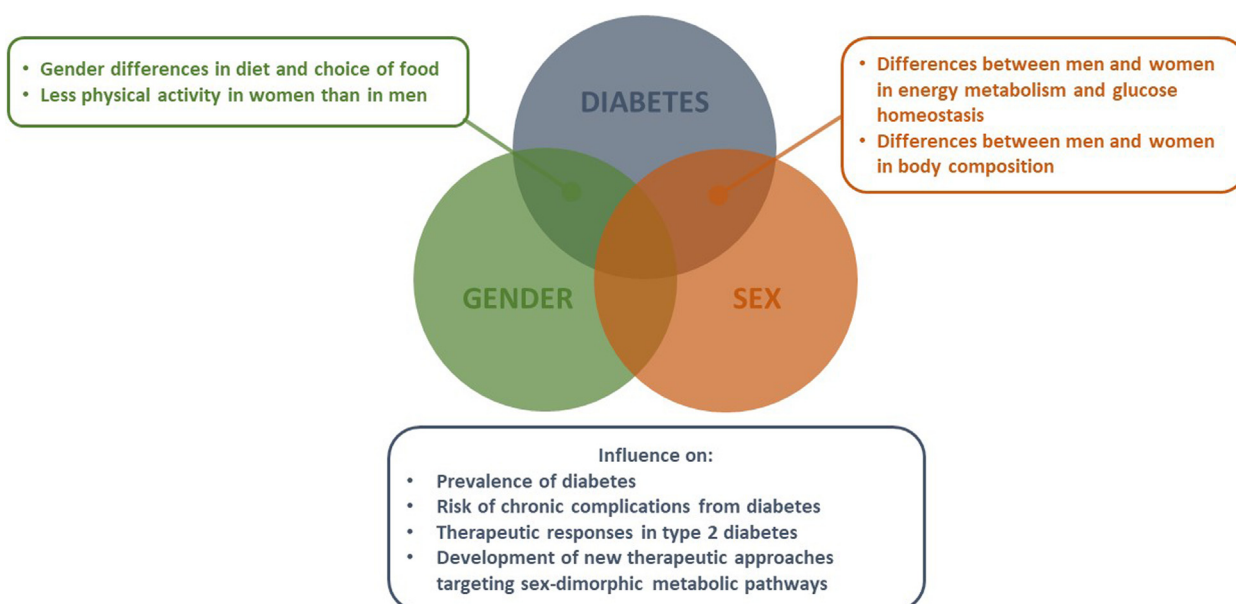 • Gender differences in diet and choice of food
• Less physical activity in women than in men
DIABETES
• Differences between men and women
in energy metabolism and glucose
homeostasis
• Differences between men and women
in body composition
GENDER
SEX
Influence on:
• Prevalence of diabetes
• Risk of chronic complications from diabetes
• Therapeutic responses in type 2 diabetes
• Development of new therapeutic approaches
targeting sex-dimorphic metabolic pathways